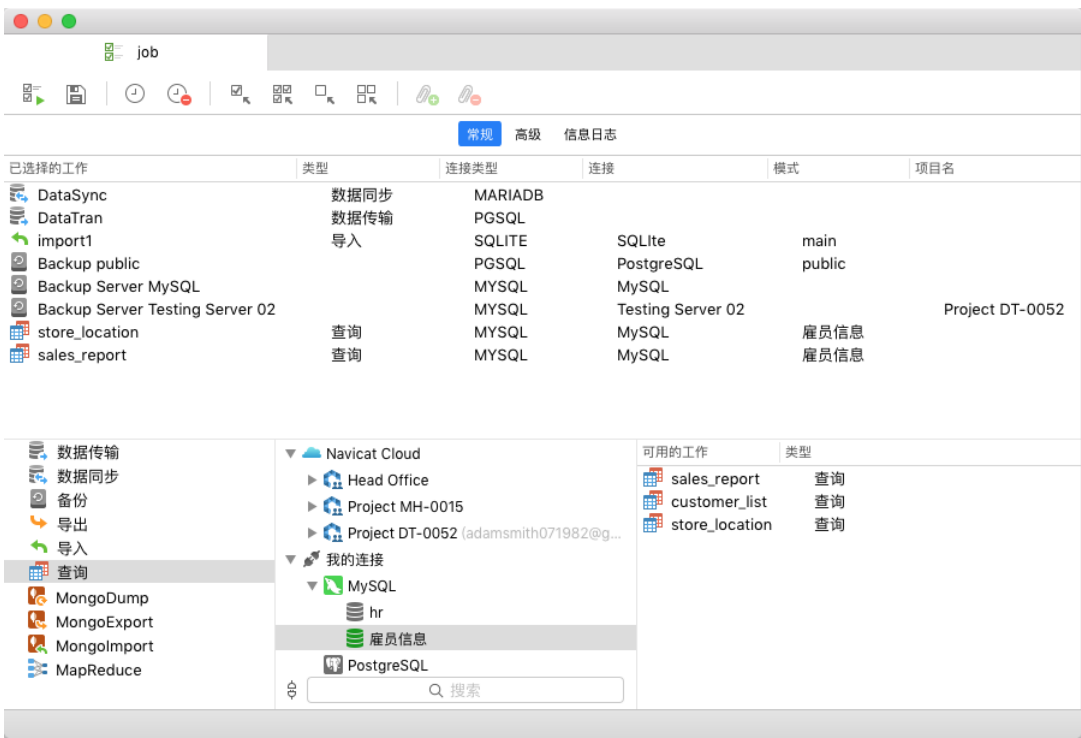 job
常规 高级 信息日志
已选择的工作 类型 连接类型 连接 模式 项目名
DataSync 数据同步 MARIADB
DataTran 数据传输 PGSQL
import1 导入 SQLITE SQLIte main
Backup public PGSQL PostgreSQL public
Backup Server MySQL MYSQL MySQL
Backup Server Testing Server 02 MYSQL Testing Server 02 Project DT-0052
store_location 查询 MYSQL MySQL 雇员信息
sales_report 查询 MYSQL MySQL 雇员信息
数据传输
数据同步
备份
导出
导入
查询
MongoDump
MongoExport
MongoImport
MapReduce
Navicat Cloud
Head Office
Project MH-0015
Project DT-0052 (adamsmith071982@g...
我的连接
MySQL
hr
雇员信息
PostgreSQL
搜索
可用的工作 类型
sales_report 查询
customer_list 查询
store_location 查询